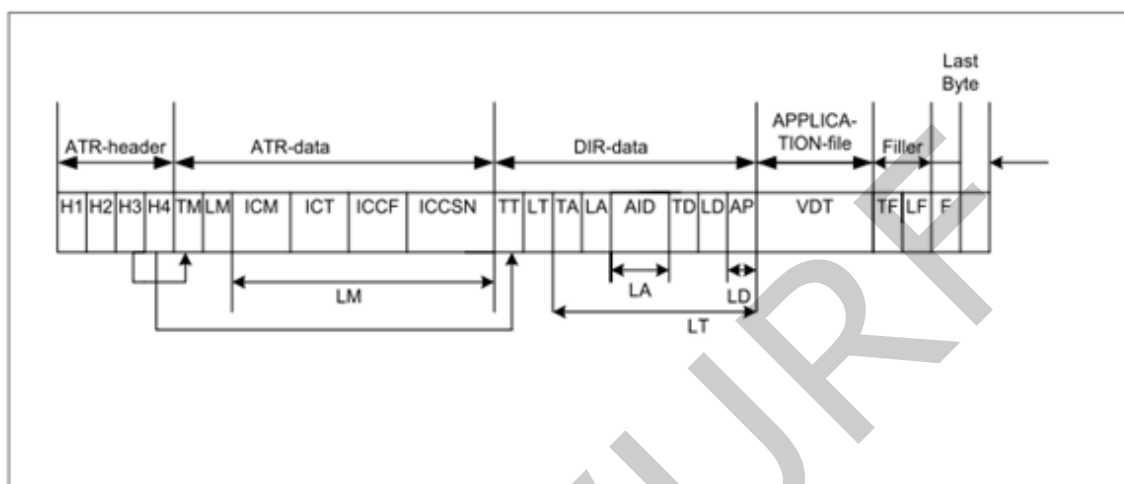 Last
Byte
APPLICA-
TION-file
ATR-header ATR-data DIR-data Filler
H1 H2 H3 H4 TM LM ICM ICT ICCF ICCSN TT LT TA LA AID TD LD AP VDT TF LF F
LA
LM LD
LT